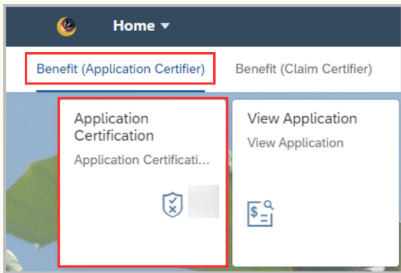 Home
Benefit (Application Certifier) Benefit (Claim Certifier)
Application
Certification
Application Certificati...
View Application
View Application
$